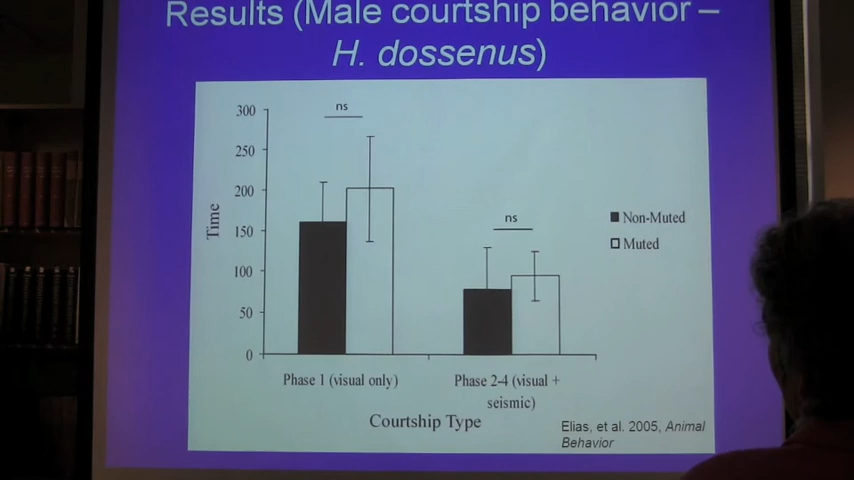 Results (Male courtship behavior –
H. dossenus)
300
250
200
150
100
50
0
Time
ns
ns
Non-Muted
Muted
Phase 1 (visual only)
Phase 2-4 (visual +
seismic)
Courtship Type
Elias, et al. 2005, Animal
Behavior